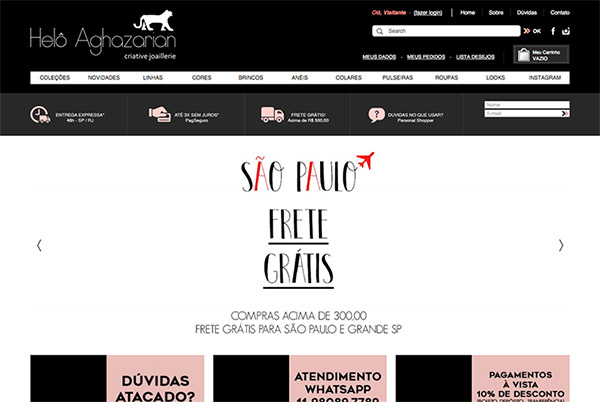 Helô Aghazarian
criative joaillerie
Olá, Visitante - (fazer login) | Home | Sobre | Dúvidas | Contato
Search >> OK
MEUS DADOS - MEUS PEDIDOS - LISTA DESEJOS
Meu Carrinho
VAZIO
COLEÇÕES NOVIDADES LINHAS CORES BRINCOS ANÉIS COLARES PULSEIRAS ROUPAS LOOKS INSTAGRAM
ENTREGA EXPRESSA*
48h - SP / RJ
ATÉ 3X SEM JUROS*
PagSeguro
FRETE GRÁTIS!
Acima de R$ 500,00
DUVIDAS NO QUE USAR?
Personal Shopper
Nome
E-mail
SÃO PAULO
FRETE
GRÁTIS
COMPRAS ACIMA DE 300,00
FRETE GRÁTIS PARA SÃO PAULO E GRANDE SP
DÚVIDAS
ATACADO?
ATENDIMENTO
WHATSAPP
11 98089 7789
PAGAMENTOS
À VISTA
10% DE DESCONTO